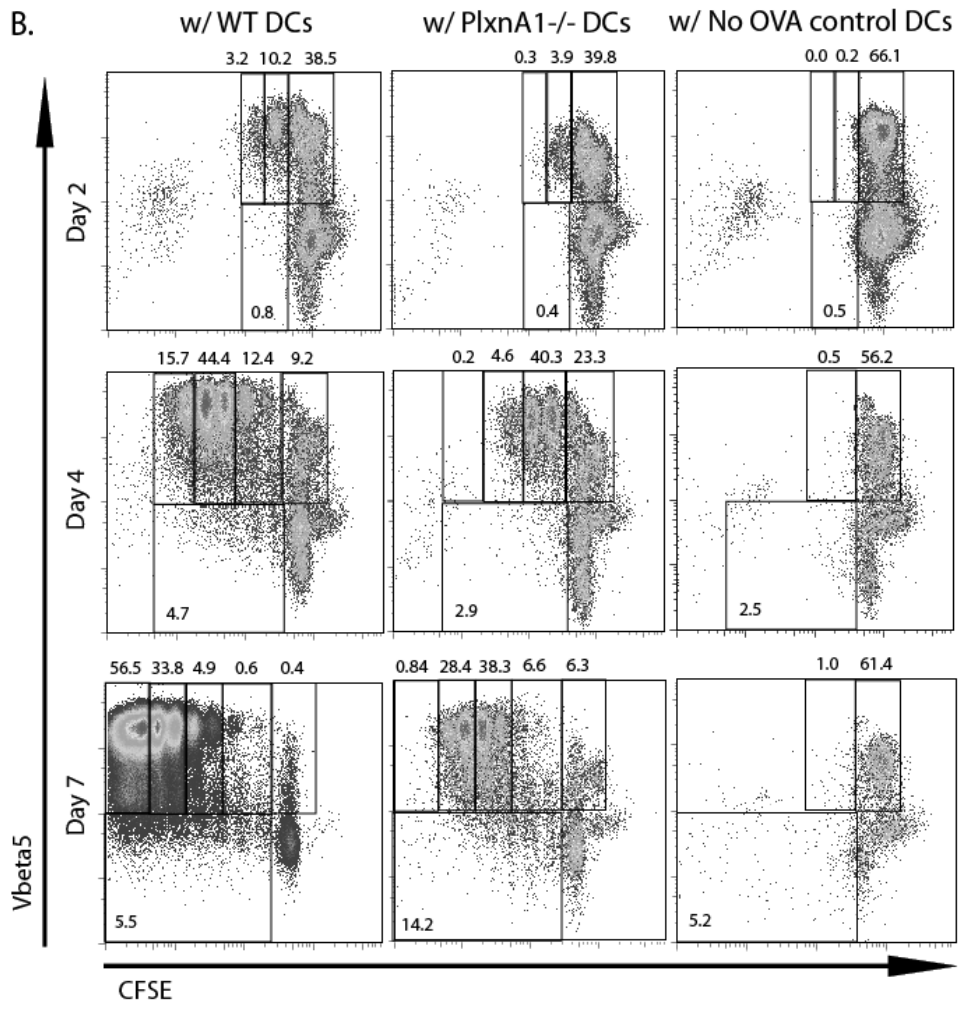 B.
w/ WT DCs
w/ PlxnA1-/- DCs
w/ No OVA control DCs
3.2 10.2 38.5
0.3 3.9 39.8
0.0 0.2 66.1
Day 2
0.8
0.4
0.5
15.7 44.4 12.4 9.2
0.2 4.6 40.3 23.3
0.5 56.2
Day 4
4.7
2.9
2.5
56.5 33.8 4.9 0.6 0.4
0.84 28.4 38.3 6.6 6.3
1.0 61.4
Day 7
5.5
14.2
5.2
Vbeta5
CFSE